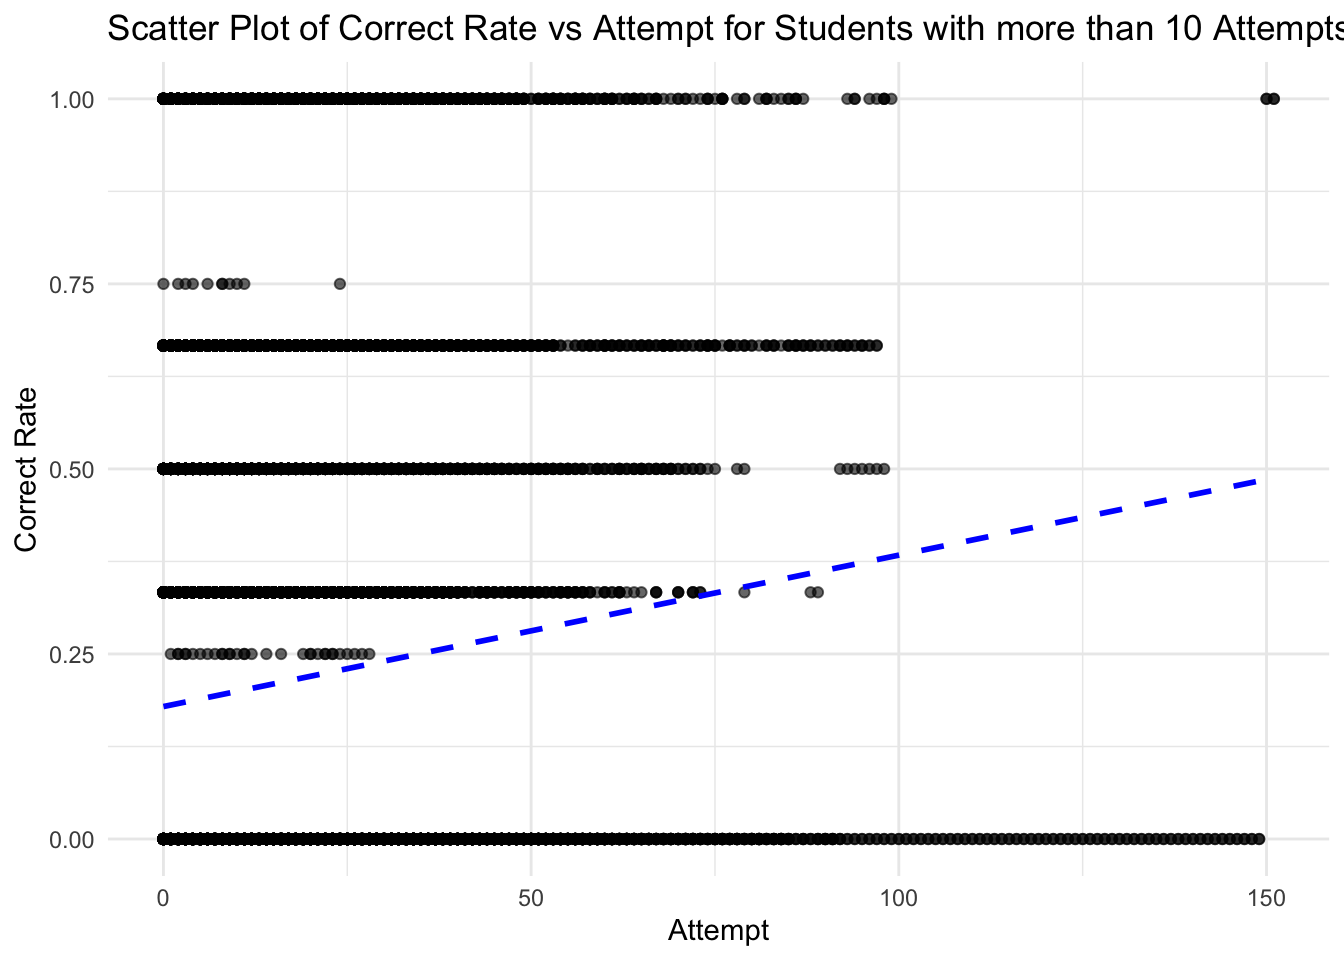 Scatter Plot of Correct Rate vs Attempt for Students with more than 10 Attempts
1.00
0.75
0.50
0.25
0.00
Correct Rate
0 50 100 150
Attempt